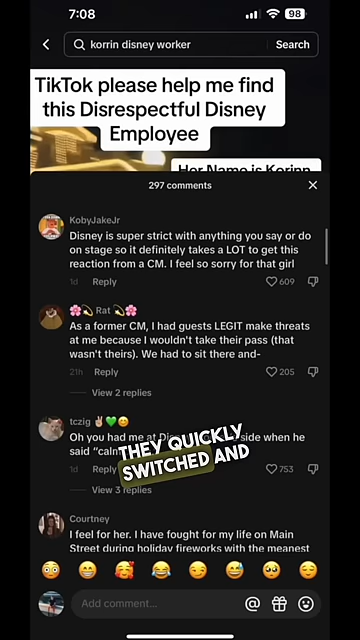 7:08
98
korrin disney worker
Search
TikTok please help me find
this Disrespectful Disney
Employee
Her Name is Korinn
297 comments
KobyJakeJr
Disney is super strict with anything you say or do
on stage so it definitely takes a LOT to get this
reaction from a CM. I feel so sorry for that girl
1d Reply 609
🌸💫 Rat 💫🌸
As a former CM, I had guests LEGIT make threats
at me because I wouldn't take their pass (that
wasn't theirs). We had to sit there and-
21h Reply 205
View 2 replies
tczig ✌🏻💚😊
Oh you had me at side when he
said “calm
1d Reply 753
View 3 replies
THEY QUICKLY
SWITCHED AND
Courtney
I feel for her. I have fought for my life on Main
Street during holiday fireworks with the meanest
Add comment...